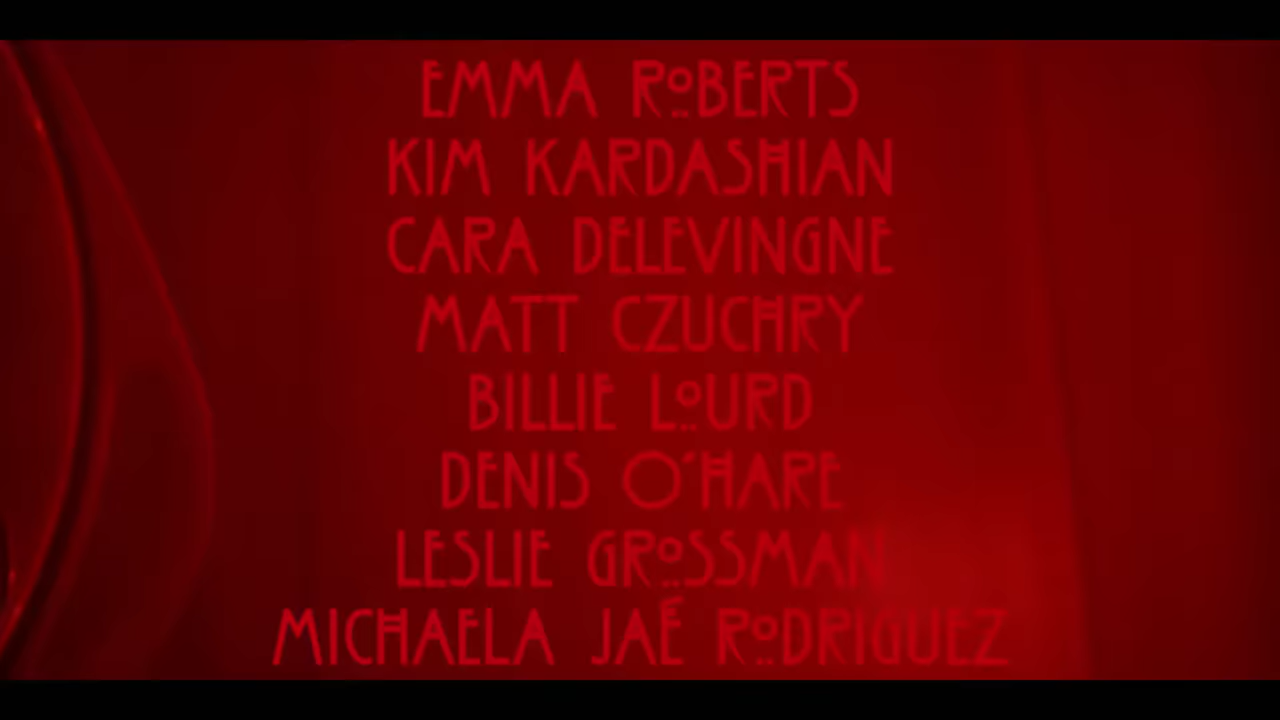 EMMA ROBERTS
KIM KARDASHIAN
CARA DELEVINGNE
MATT CZUCHRY
BILLIE LOURD
DENIS O'HARE
LESLIE GROSSMAN
MICHAELA JAÉ RODRIGUEZ